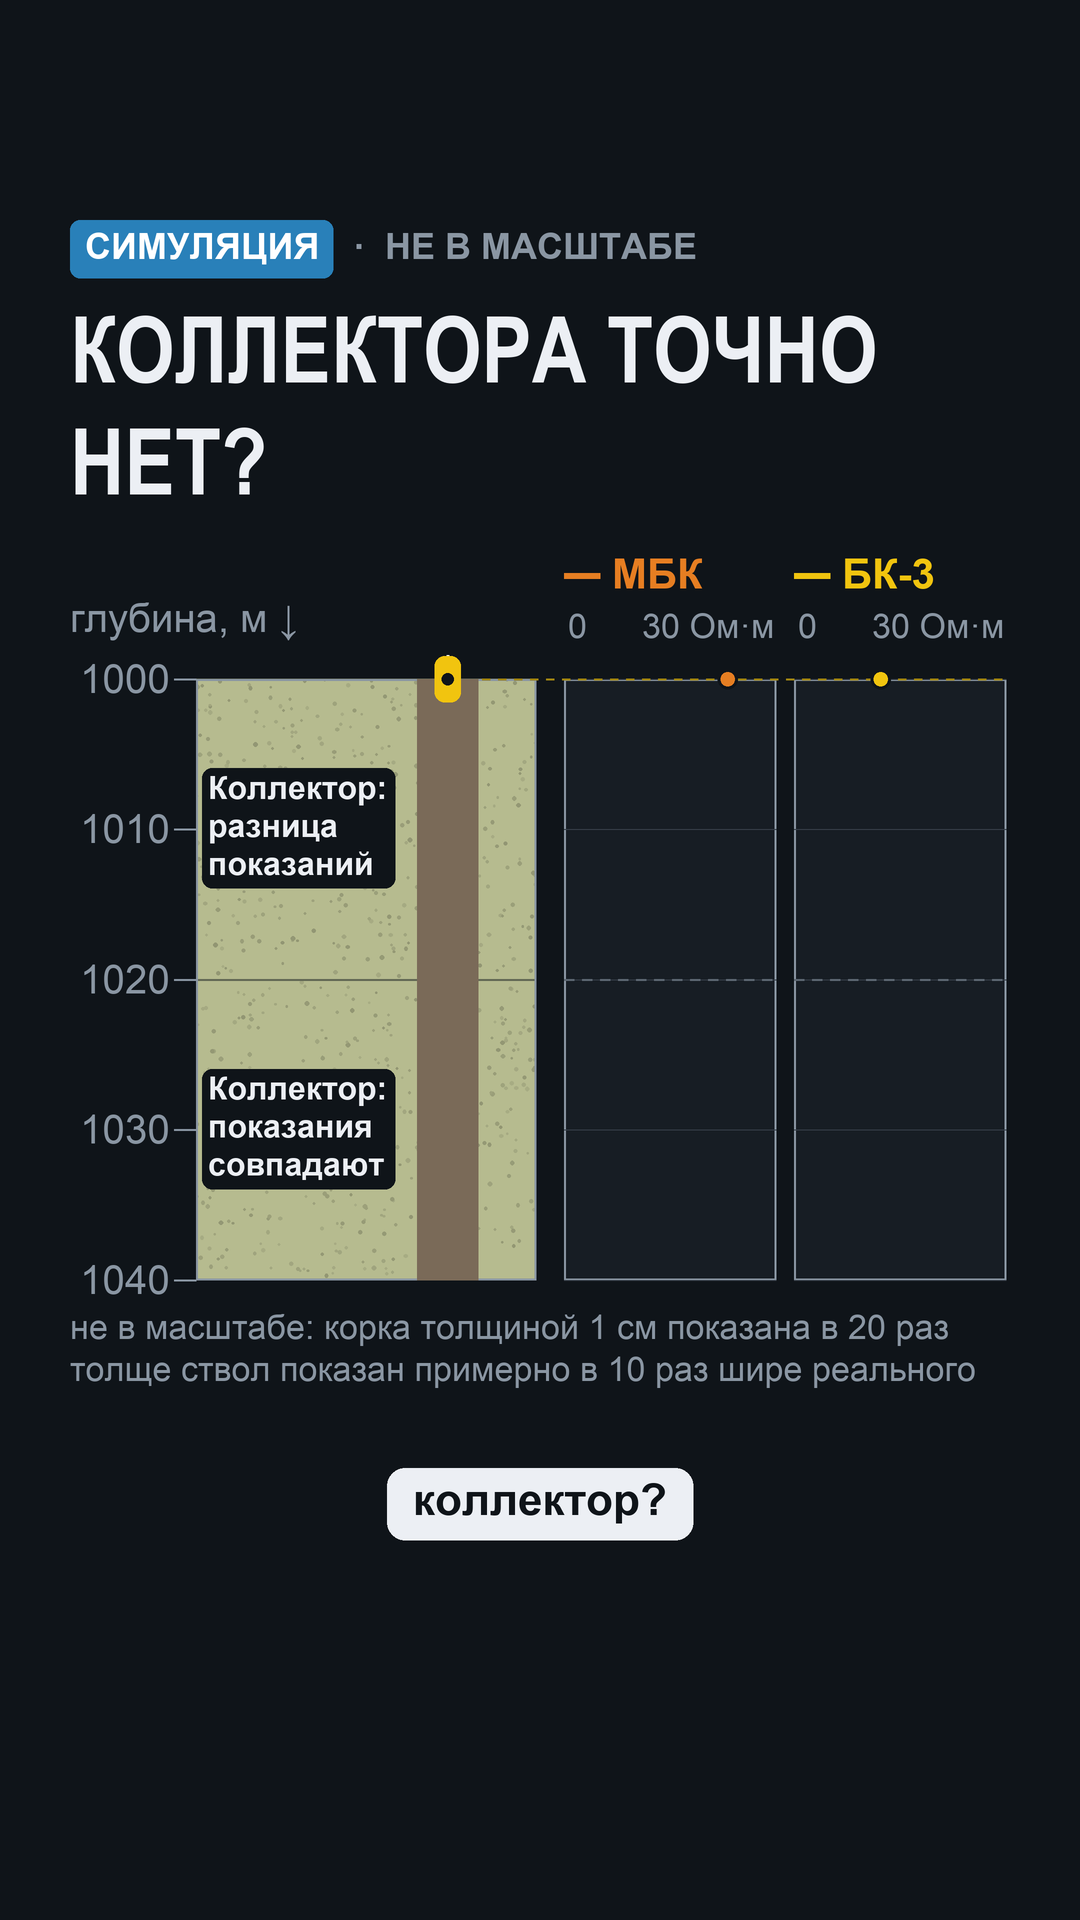 СИМУЛЯЦИЯ · НЕ В МАСШТАБЕ
КОЛЛЕКТОРА ТОЧНО
НЕТ?
МБК
БК-3
глубина, м ↓
0 30 Ом·м
0 30 Ом·м
1000
Коллектор:
разница
показаний
1010
1020
Коллектор:
показания
совпадают
1030
1040
не в масштабе: корка толщиной 1 см показана в 20 раз
толще ствол показан примерно в 10 раз шире реального
коллектор?